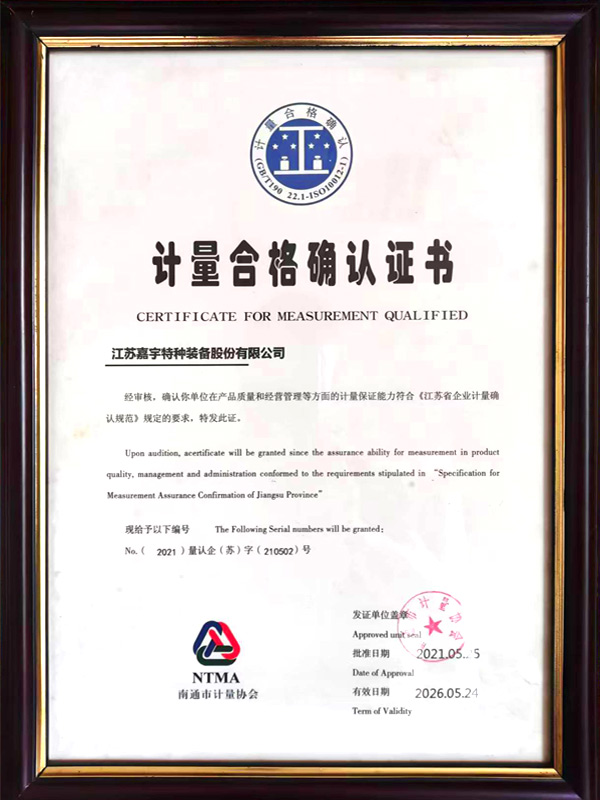 计量合格确认
(GB/T190 22.1-ISO10012-1)
计量合格确认证书
CERTIFICATE FOR MEASUREMENT QUALIFIED
江苏嘉宇特种装备股份有限公司
经审核，确认你单位在产品质量和经营管理等方面的计量保证能力符合《江苏省企业计量确
认规范》规定的要求，特发此证。
Upon audition, acertificate will be granted since the assurance ability for measurement in product
quality, management and administration conformed to the requirements stipulated in “Specification for
Measurement Assurance Confirmation of Jiangsu Province”
现给予以下编号 The Following Serial numbers will be granted:
No.( 2021 )量认企(苏)字(210502)号
发证单位盖章
Approved unit seal
批准日期 2021.05. 5
Date of Approval
有效日期 2026.05.24
Term of Validity
NTMA
南通市计量协会
市计量协会